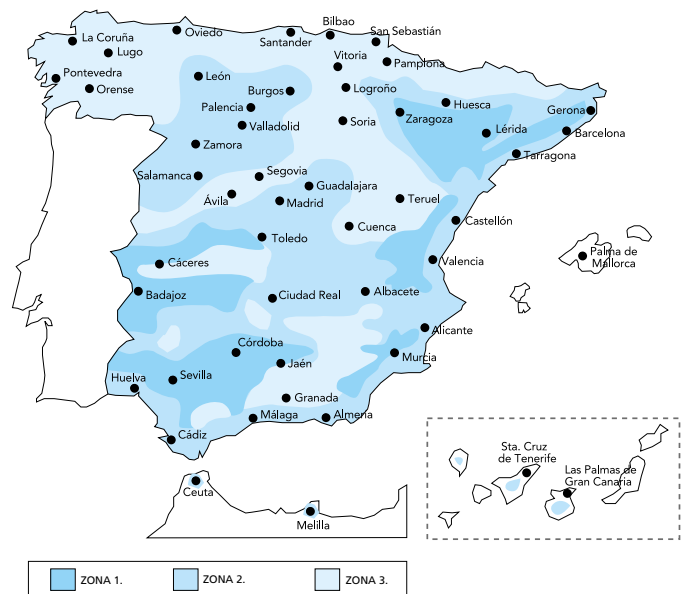 Bilbao
Oviedo
San Sebastián
La Coruña
Santander
Lugo
Vitoria
Pamplona
Pontevedra
León
Orense
Burgos
Logroño
Palencia
Huesca
Gerona
Zaragoza
Valladolid
Soria
Lérida
Barcelona
Zamora
Tarragona
Salamanca
Segovia
Guadalajara
Ávila
Madrid
Teruel
Cuenca
Castellón
Toledo
Palma de
Mallorca
Cáceres
Valencia
Badajoz
Ciudad Real
Albacete
Alicante
Córdoba
Murcia
Jaén
Huelva
Sevilla
Granada
Málaga
Almeria
Cádiz
Sta. Cruz
de Tenerife
Las Palmas de
Gran Canaria
Ceuta
Melilla
ZONA 1.
ZONA 2.
ZONA 3.